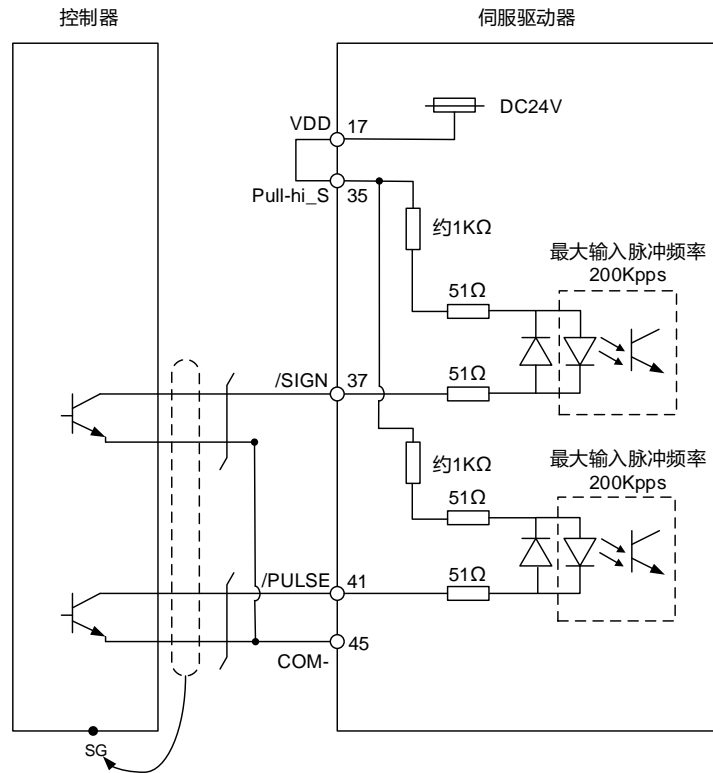 控制器
伺服驱动器
DC24V
VDD
17
Pull-hi_S
35
约1KΩ
最大输入脉冲频率
200Kpps
51Ω
/SIGN
37
51Ω
约1KΩ
最大输入脉冲频率
200Kpps
51Ω
/PULSE
41
51Ω
45
COM-
SG